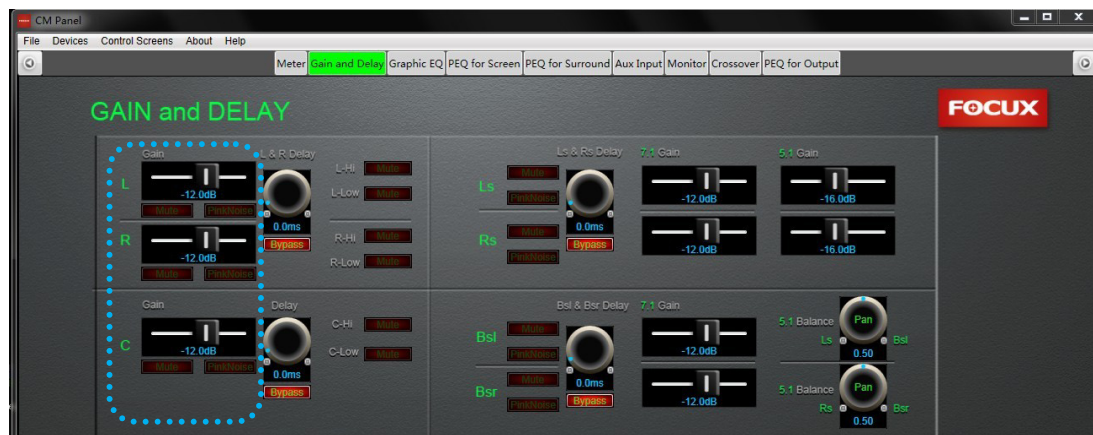 CM Panel
File Devices Control Screens About Help
Meter Gain and Delay Graphic EQ PEQ for Screen PEQ for Surround Aux Input Monitor Crossover PEQ for Output
GAIN and DELAY
FOCUX
Gain L & R Delay Ls & Rs Delay 7.1 Gain 5.1 Gain
L-Hi Mute Mute
L -12.0dB L-Low Mute Ls PinkNoise -12.0dB -16.0dB
Mute PinkNoise
0.0ms 0.0ms
R R-Hi Mute Rs Mute
-12.0dB Bypass R-Low Mute PinkNoise Bypass -12.0dB -16.0dB
Mute PinkNoise
Gain Delay Bsl & Bsr Delay 7.1 Gain
C-Hi Mute Bsl Mute 5.1 Balance Pan
C -12.0dB C-Low Mute PinkNoise -12.0dB Ls Bsl
Mute PinkNoise 0.50
0.0ms Mute 0.0ms
Bypass Bsr PinkNoise Bypass -12.0dB 5.1 Balance Pan
Rs Bsr
0.50